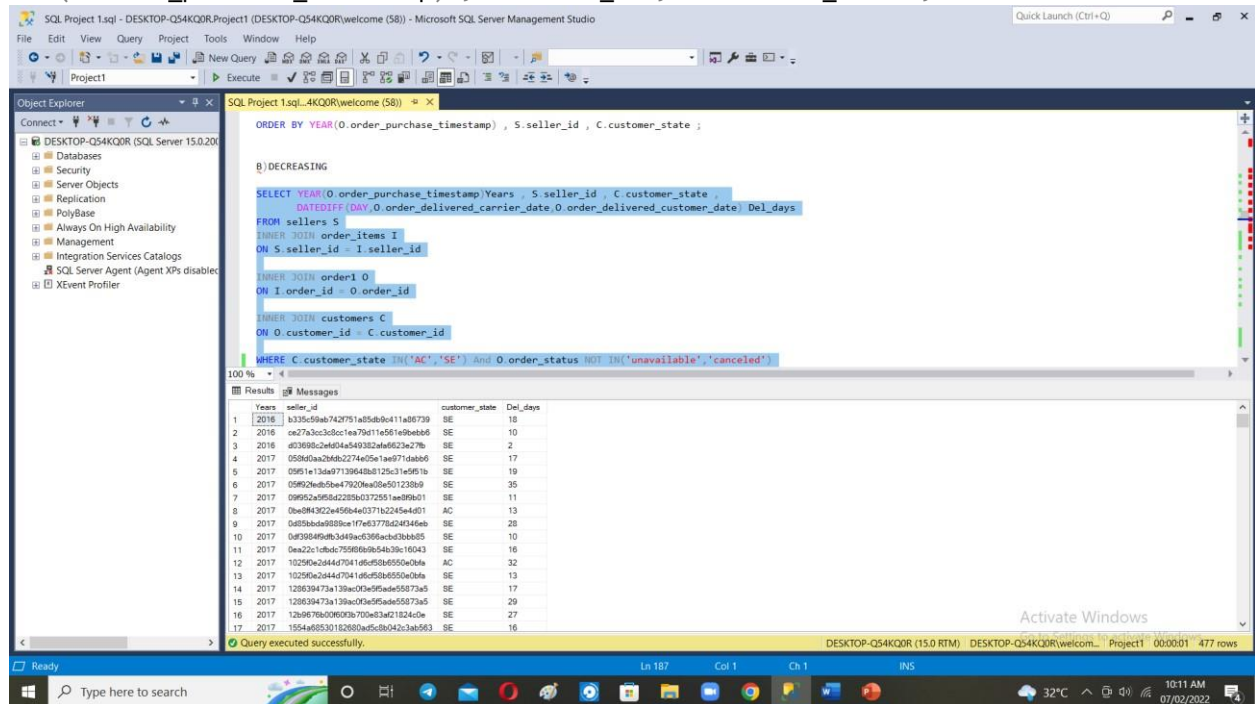 SQL Project 1.sql - DESKTOP-Q54KQ0R.Project1 (DESKTOP-Q54KQ0R\welcome (58)) - Microsoft SQL Server Management Studio
Quick Launch (Ctrl+Q)
File Edit View Query Project Tools Window Help
New Query
Project1
Execute
Object Explorer
SQL Project 1.sql...4KQ0R\welcome (58))
Connect
DESKTOP-Q54KQ0R (SQL Server 15.0.200
Databases
Security
Server Objects
Replication
PolyBase
Always On High Availability
Management
Integration Services Catalogs
SQL Server Agent (Agent XPs disablec
XEvent Profiler
ORDER BY YEAR(O.order_purchase_timestamp) , S.seller_id , C.customer_state ;
B)DECREASING
SELECT YEAR(O.order_purchase_timestamp)Years , S.seller_id , C.customer_state ,
DATEDIFF(DAY,O.order_delivered_carrier_date,O.order_delivered_customer_date) Del_days
FROM sellers S
INNER JOIN order_items I
ON S.seller_id = I.seller_id
INNER JOIN order1 O
ON I.order_id = O.order_id
INNER JOIN customers C
ON O.customer_id = C.customer_id
WHERE C.customer_state IN('AC','SE') And O.order_status NOT IN('unavailable','canceled')
100 %
Results Messages
Years seller_id customer_state Del_days
1 2016 b335c59ab742f751a85db9c411a86739 SE 18
2 2016 ce27a3cc3c8cc1ea79d11e561e9bebb6 SE 10
3 2016 d03698c2efd04a549382afa6623e27fb SE 2
4 2017 058fd0aa2bfdb2274e05e1ae971dabb6 SE 17
5 2017 05f51e13da97139648b8125c31e5f51b SE 19
6 2017 05ff92fedb5be47920fea08e501238b9 SE 35
7 2017 09f952a5f58d2285b0372551ae8f9b01 SE 11
8 2017 0be8ff43f22e456b4e0371b2245e4d01 AC 13
9 2017 0d85bbda9889ce1f7e63778d24f346eb SE 28
10 2017 0df3984f9dfb3d49ac6366acbd3bbb85 SE 10
11 2017 0ea22c1cfbdc755f86b9b54b39c16043 SE 16
12 2017 1025f0e2d44d7041d6cf58b6550e0bfa AC 32
13 2017 1025f0e2d44d7041d6cf58b6550e0bfa SE 13
14 2017 128639473a139ac0f3e5f5ade55873a5 SE 17
15 2017 128639473a139ac0f3e5f5ade55873a5 SE 29
16 2017 12b9676b00f60f3b700e83af21824c0e SE 27
17 2017 1554a68530182680ad5c8b042c3ab563 SE 16
Activate Windows
Query executed successfully.
DESKTOP-Q54KQ0R (15.0 RTM) DESKTOP-Q54KQ0R\welcom... Project1 00:00:01 477 rows
Ready Ln 187 Col 1 Ch 1 INS
Type here to search
32°C
10:11 AM
07/02/2022
4